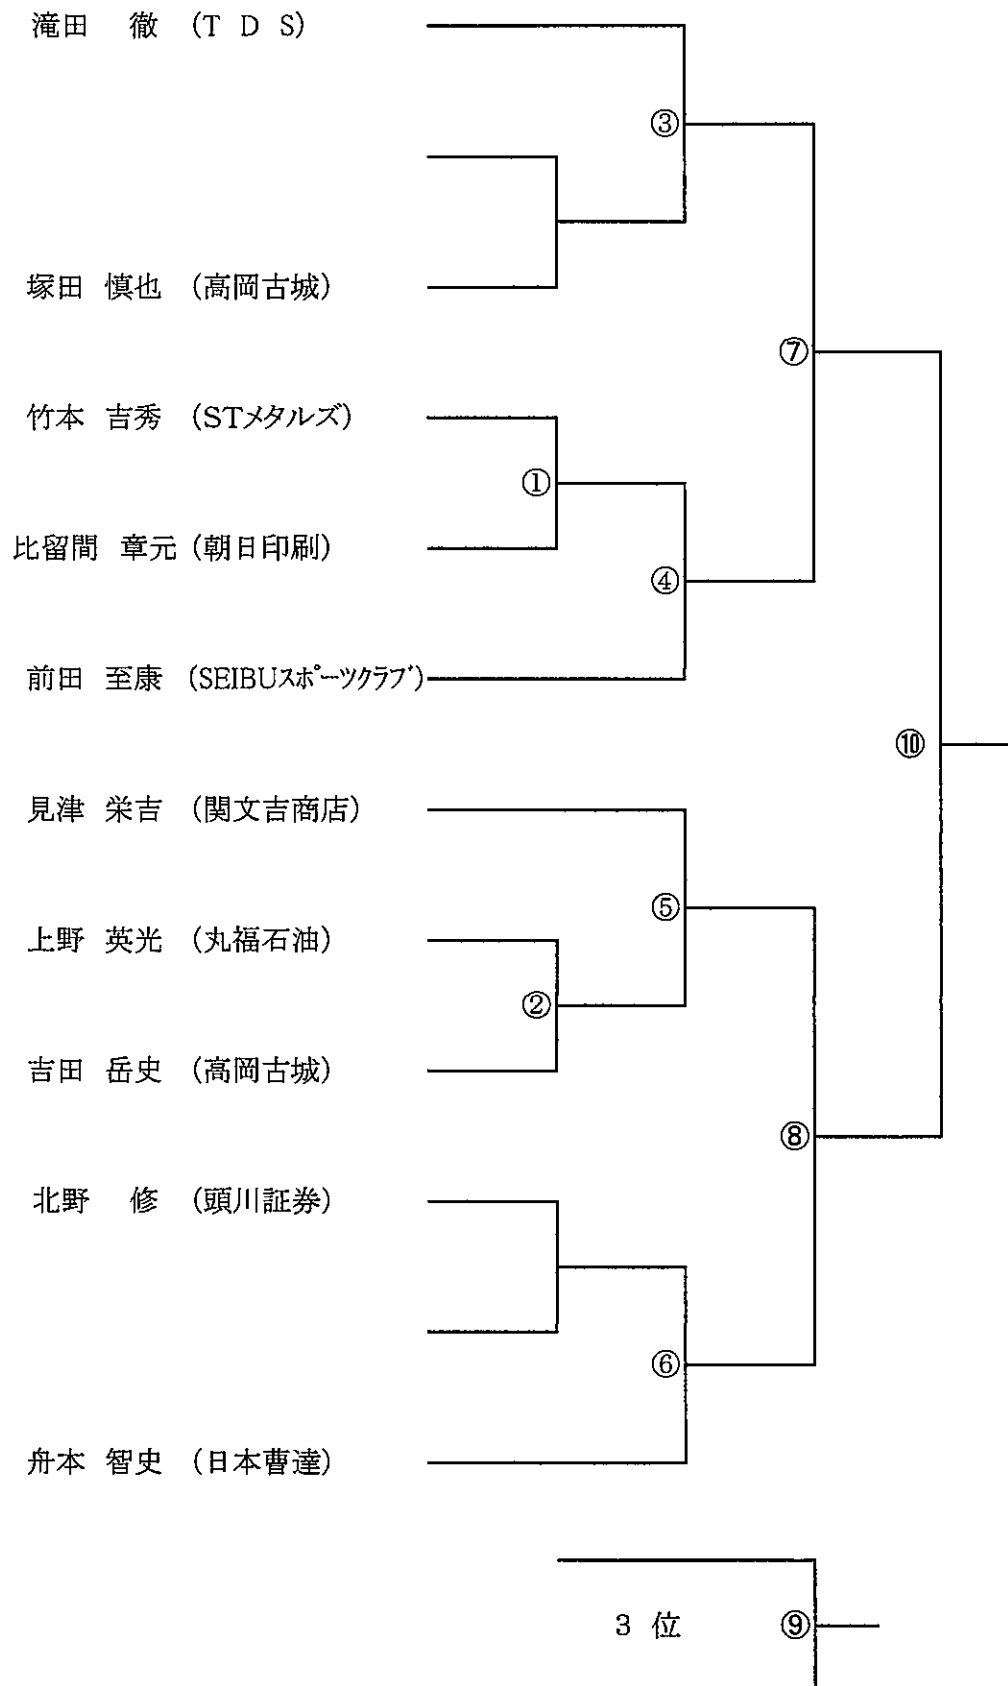 滝田 徹 (T D S)
③
塚田 慎也 (高岡古城)
⑦
竹本 吉秀 (STメタルズ)
①
比留間 章元 (朝日印刷)
④
前田 至康 (SEIBUスポーツクラブ)
⑩
見津 栄吉 (関文吉商店)
⑤
上野 英光 (丸福石油)
②
吉田 岳史 (高岡古城)
⑧
北野 修 (頭川証券)
⑥
舟本 智史 (日本曹達)
3 位 ⑨